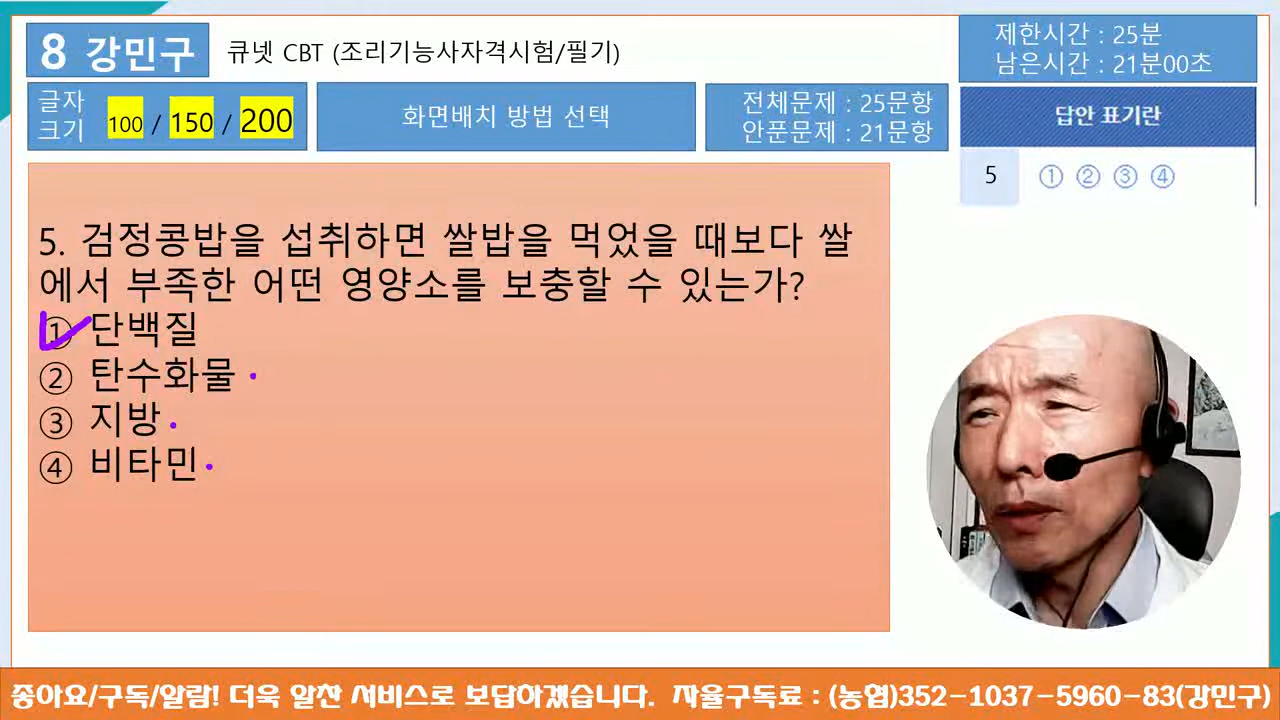 8 강민구
큐넷 CBT (조리기능사자격시험/필기)
제한시간 : 25분
남은시간 : 21분00초
글자
크기
100 / 150 / 200
화면배치 방법 선택
전체문제 : 25문항
안푼문제 : 21문항
답안 표기란
5 ① ② ③ ④
5. 검정콩밥을 섭취하면 쌀밥을 먹었을 때보다 쌀
에서 부족한 어떤 영양소를 보충할 수 있는가?
① 단백질
② 탄수화물
③ 지방
④ 비타민
좋아요/구독/알람! 더욱 알찬 서비스로 보답하겠습니다. 자율구독료 : (농협)352-1037-5960-83(강민구)